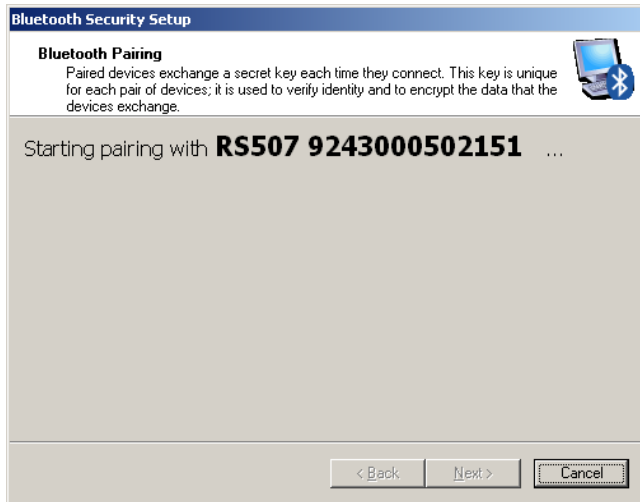 Bluetooth Security Setup
Bluetooth Pairing
Paired devices exchange a secret key each time they connect. This key is unique
for each pair of devices; it is used to verify identity and to encrypt the data that the
devices exchange.
Starting pairing with RS507 9243000502151 ...
< Back Next > Cancel